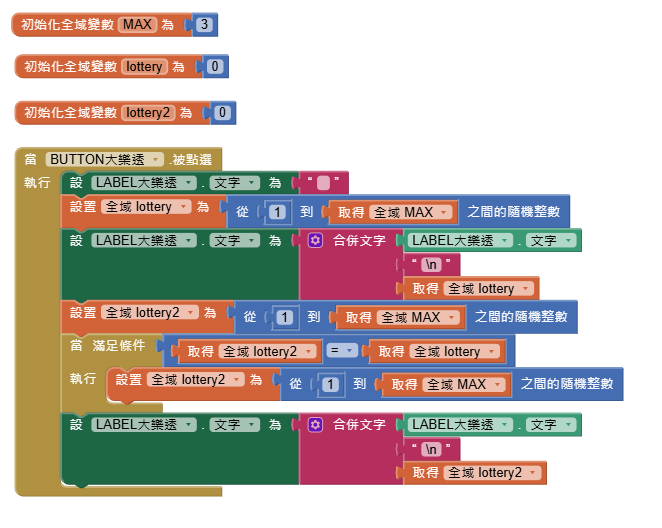 初始化全域變數 MAX 為 3
初始化全域變數 lottery 為 0
初始化全域變數 lottery2 為 0
當 BUTTON大樂透 .被點選
執行 設 LABEL大樂透 . 文字 為 " "
設置 全域 lottery 為 從 1 到 取得 全域 MAX 之間的隨機整數
設 LABEL大樂透 . 文字 為 合併文字 LABEL大樂透 . 文字
" \n "
取得 全域 lottery
設置 全域 lottery2 為 從 1 到 取得 全域 MAX 之間的隨機整數
當 滿足條件 取得 全域 lottery2 = 取得 全域 lottery
執行 設置 全域 lottery2 為 從 1 到 取得 全域 MAX 之間的隨機整數
設 LABEL大樂透 . 文字 為 合併文字 LABEL大樂透 . 文字
" \n "
取得 全域 lottery2